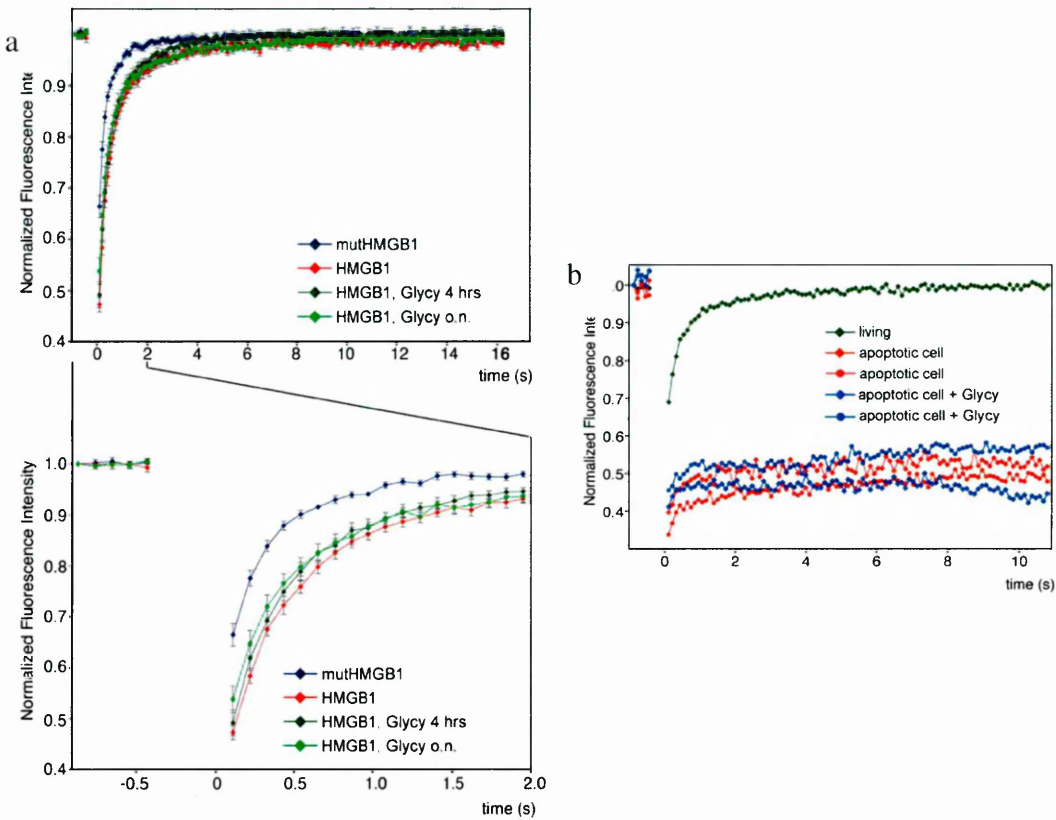 a
Normalized Fluorescence Inte
0.9
0.8
0.7
0.6
0.5
0.4
mutHMGB1
HMGB1
HMGB1, Glycy 4 hrs
HMGB1, Glycy o.n.
0 2 4 6 8 10 12 14 16
time (s)
Normalized Fluorescence Intensity
1.0
0.9
0.8
0.7
0.6
0.5
0.4
mutHMGB1
HMGB1
HMGB1, Glycy 4 hrs
HMGB1, Glycy o.n.
-0.5 0 0.5 1.0 1.5 2.0
time (s)
b
Normalized Fluorescence Inte
.0
0.9
0.8
0.7
0.6
0.5
0.4
living
apoptotic cell
apoptotic cell
apoptotic cell + Glycy
apoptotic cell + Glycy
0 2 4 6 8 10
time (s)